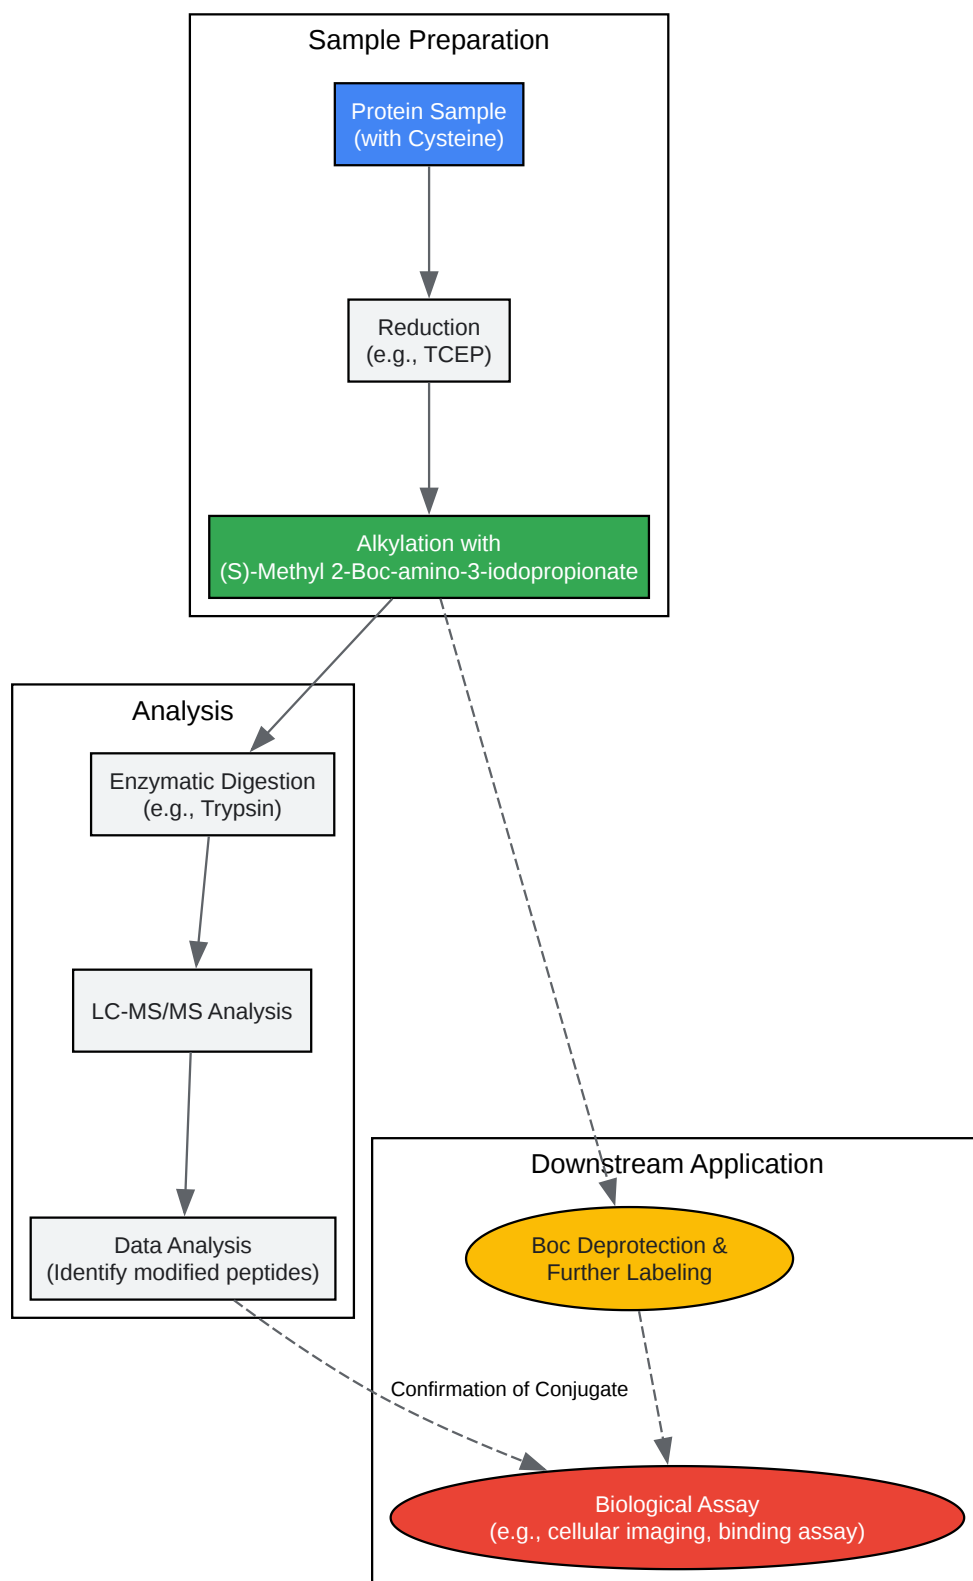 Sample Preparation
Protein Sample
(with Cysteine)
Reduction
(e.g., TCEP)
Alkylation with
(S)-Methyl 2-Boc-amino-3-iodopropionate
Analysis
Enzymatic Digestion
(e.g., Trypsin)
LC-MS/MS Analysis
Data Analysis
(Identify modified peptides)
Downstream Application
Boc Deprotection &
Further Labeling
Confirmation of Conjugate
Biological Assay
(e.g., cellular imaging, binding assay)